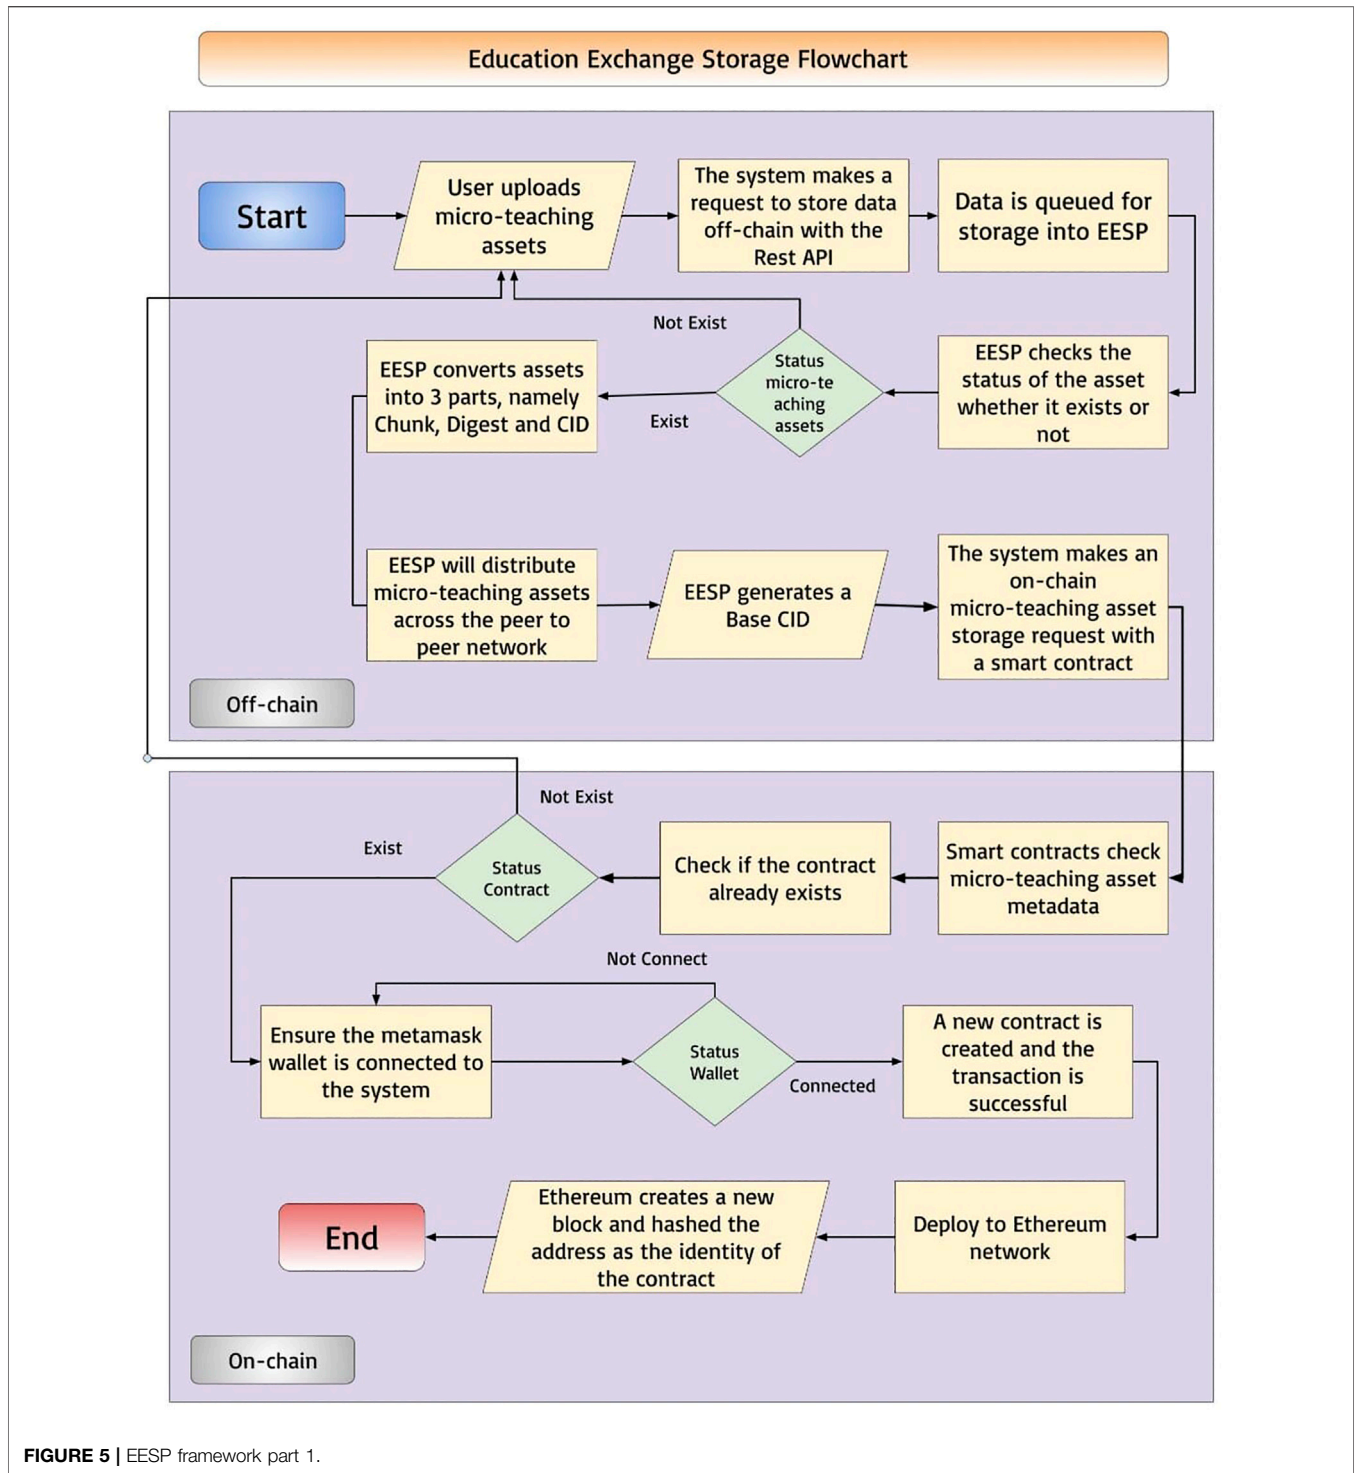 Education Exchange Storage Flowchart
Start
User uploads
micro-teaching
assets
The system makes a
request to store data
off-chain with the
Rest API
Data is queued for
storage into EESP
Not Exist
EESP converts assets
into 3 parts, namely
Chunk, Digest and CID
Exist
Status
micro-te
aching
assets
EESP checks the
status of the asset
whether it exists or
not
EESP will distribute
micro-teaching assets
across the peer to
peer network
EESP generates a
Base CID
The system makes an
on-chain
micro-teaching asset
storage request with
a smart contract
Off-chain
Not Exist
Exist
Status
Contract
Check if the contract
already exists
Smart contracts check
micro-teaching asset
metadata
Not Connect
Ensure the metamask
wallet is connected to
the system
Status
Wallet
Connected
A new contract is
created and the
transaction is
successful
End
Ethereum creates a new
block and hashed the
address as the identity of
the contract
Deploy to Ethereum
network
On-chain
FIGURE 5 | EESP framework part 1.